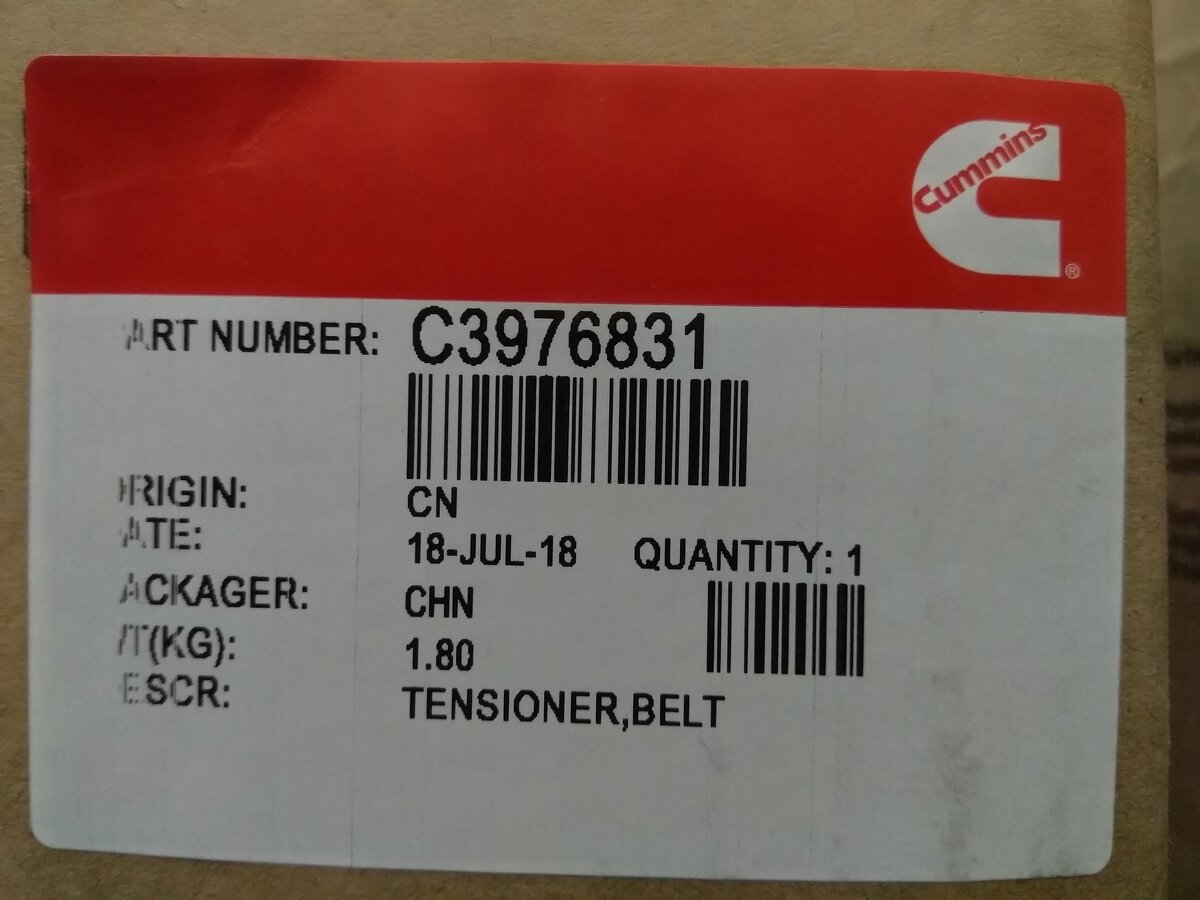 Cummins
®
ART NUMBER: C3976831
RIGIN: CN
ATE: 18-JUL-18 QUANTITY: 1
ACKAGER: CHN
T(KG): 1.80
ESCR: TENSIONER,BELT